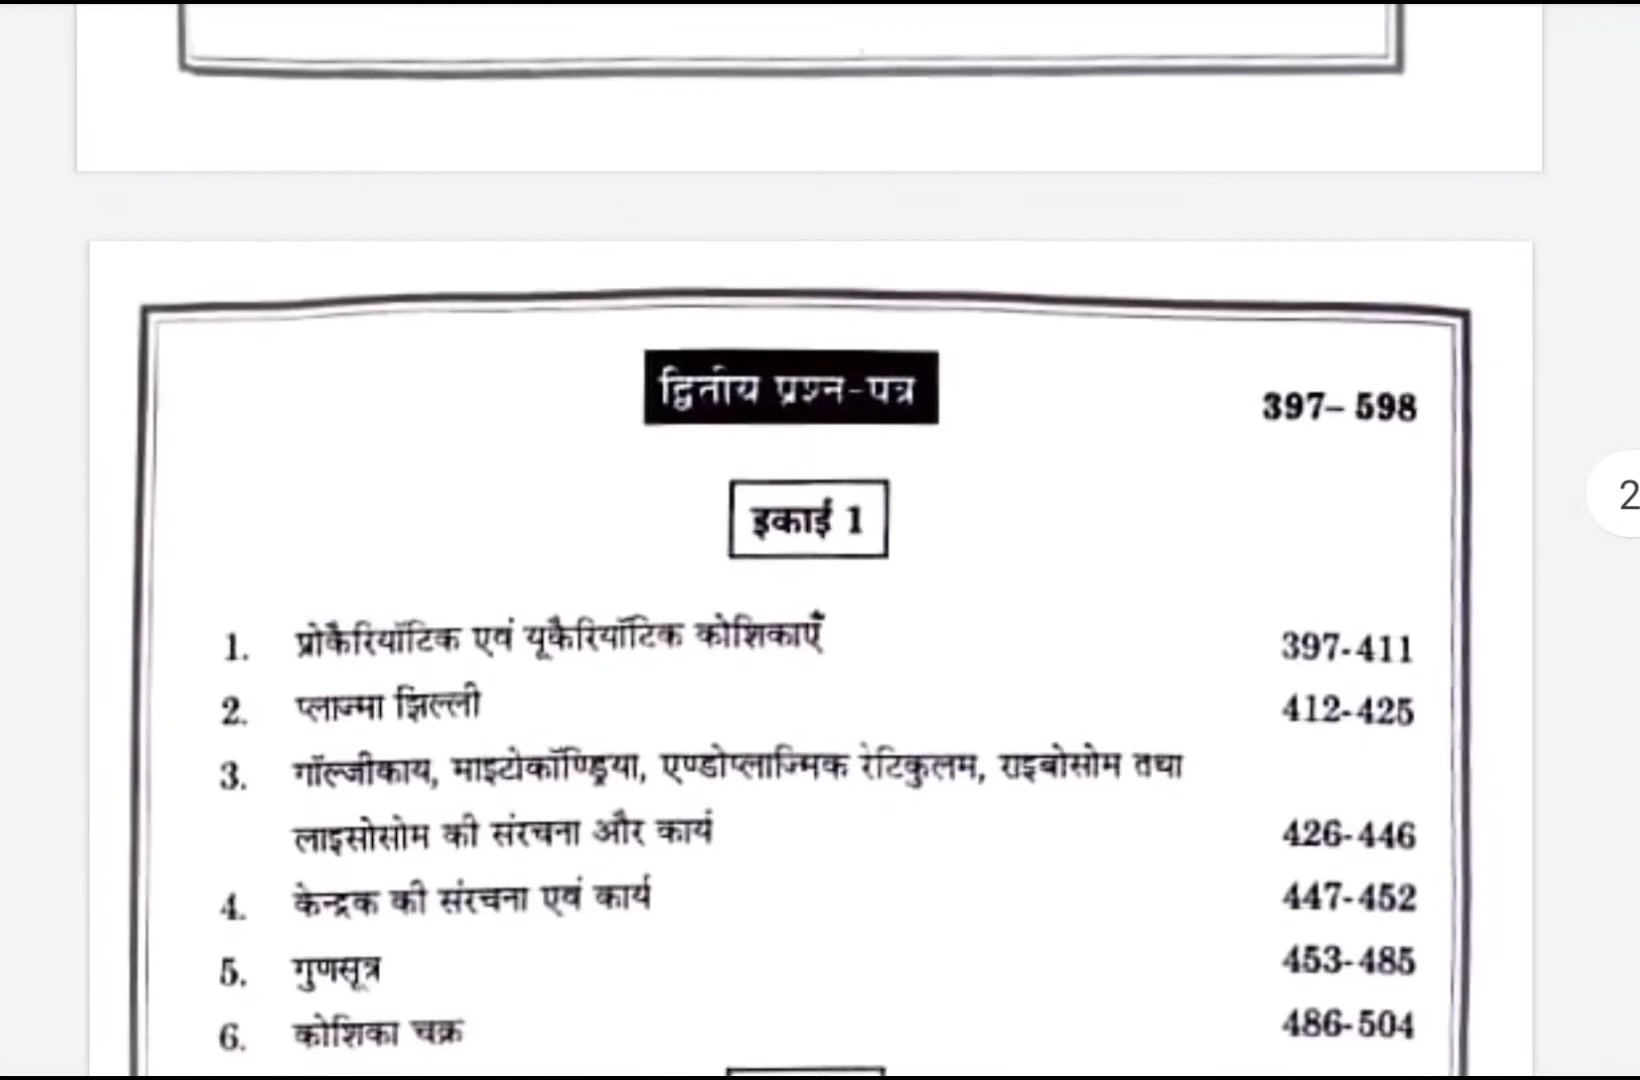 द्वितीय प्रश्न-पत्र
397– 598
इकाई 1
1. प्रोकैरियॉटिक एवं यूकैरियॉटिक कोशिकाएँ 397-411
2. प्लाज्मा झिल्ली 412-425
3. गॉल्जीकाय, माइटोकॉण्ड्रिया, एण्डोप्लाज्मिक रेटिकुलम, राइबोसोम तथा
लाइसोसोम की संरचना और कार्य 426-446
4. केन्द्रक की संरचना एवं कार्य 447-452
5. गुणसूत्र 453-485
6. कोशिका चक्र 486-504
2